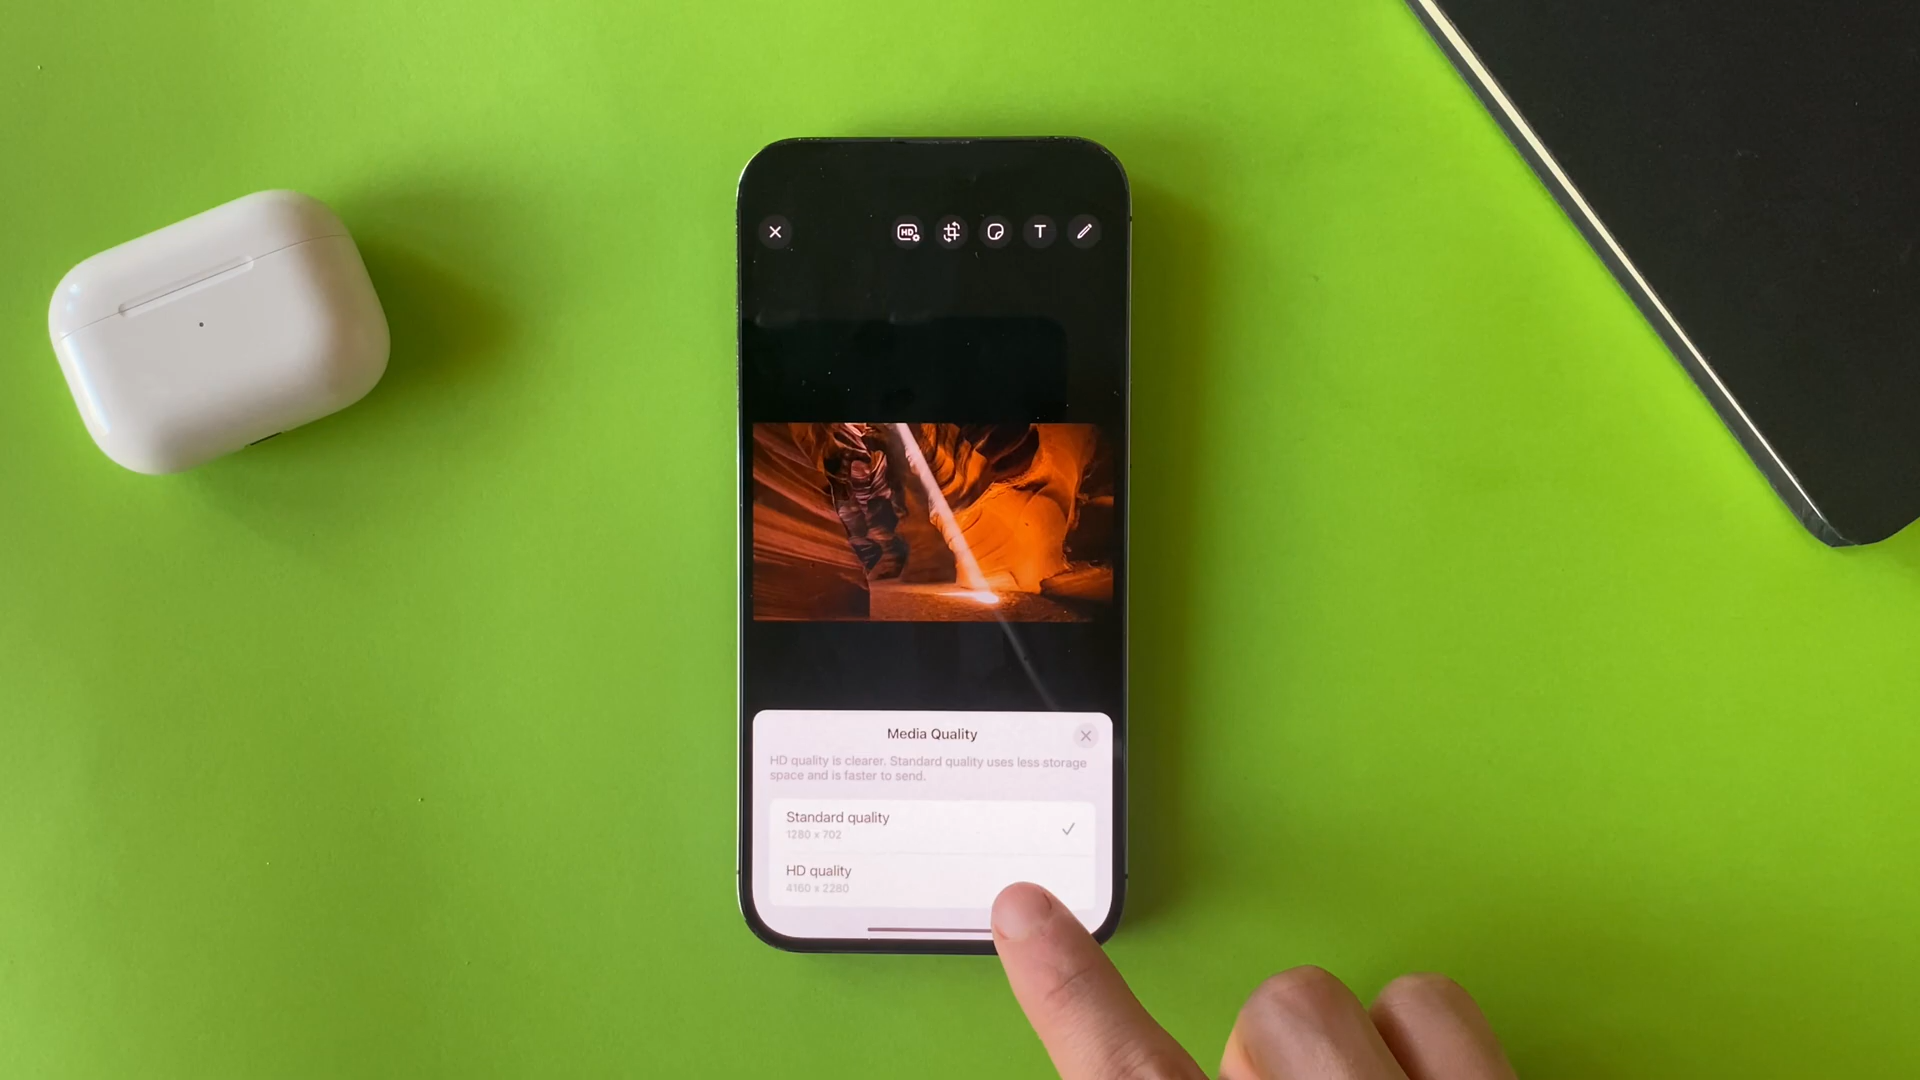 HD
T
Media Quality
HD quality is clearer. Standard quality uses less storage
space and is faster to send.
Standard quality
1280 x 702
HD quality
4160 x 2280